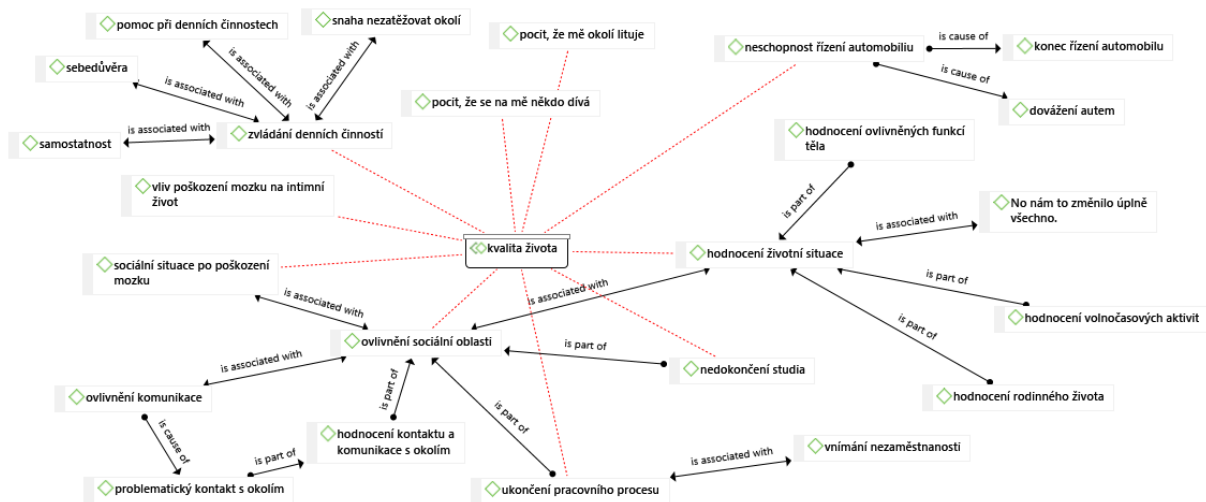 pomoc při denních činnostech
snaha nezatěžovat okolí
pocit, že mě okolí lituje
neschopnost řízení automobiliu
is cause of
konec řízení automobilu
is associated with
is associated with
sebedůvěra
is associated with
is cause of
pocit, že se na mě někdo dívá
dovážení autem
is associated with
samostatnost
zvládání denních činností
hodnocení ovlivněných funkcí
těla
vliv poškození mozku na intimní
život
is part of
No nám to změnilo úplně
všechno.
is associated with
kvalita života
hodnocení životní situace
sociální situace po poškození
mozku
is part of
is associated with
is associated with
hodnocení volnočasových aktivit
is part of
ovlivnění sociální oblasti
is part of
is associated with
nedokončení studia
is part of
ovlivnění komunikace
hodnocení rodinného života
is part of
is cause of
hodnocení kontaktu a
komunikace s okolím
vnímání nezaměstnanosti
is part of
is associated with
problematický kontakt s okolím
ukončení pracovního procesu